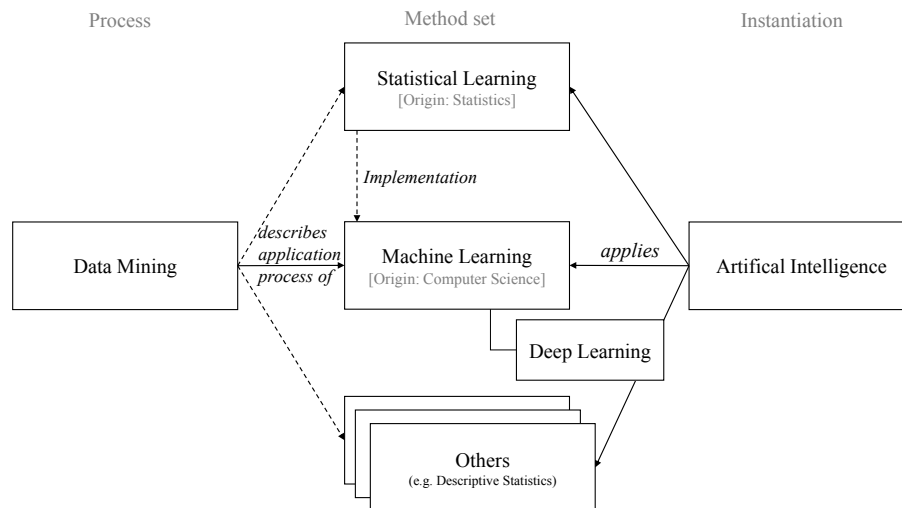 Process
Method set
Instantiation
Statistical Learning
[Origin: Statistics]
Implementation
Data Mining
describes
application
process of
Machine Learning
[Origin: Computer Science]
applies
Artifical Intelligence
Deep Learning
Others
(e.g. Descriptive Statistics)